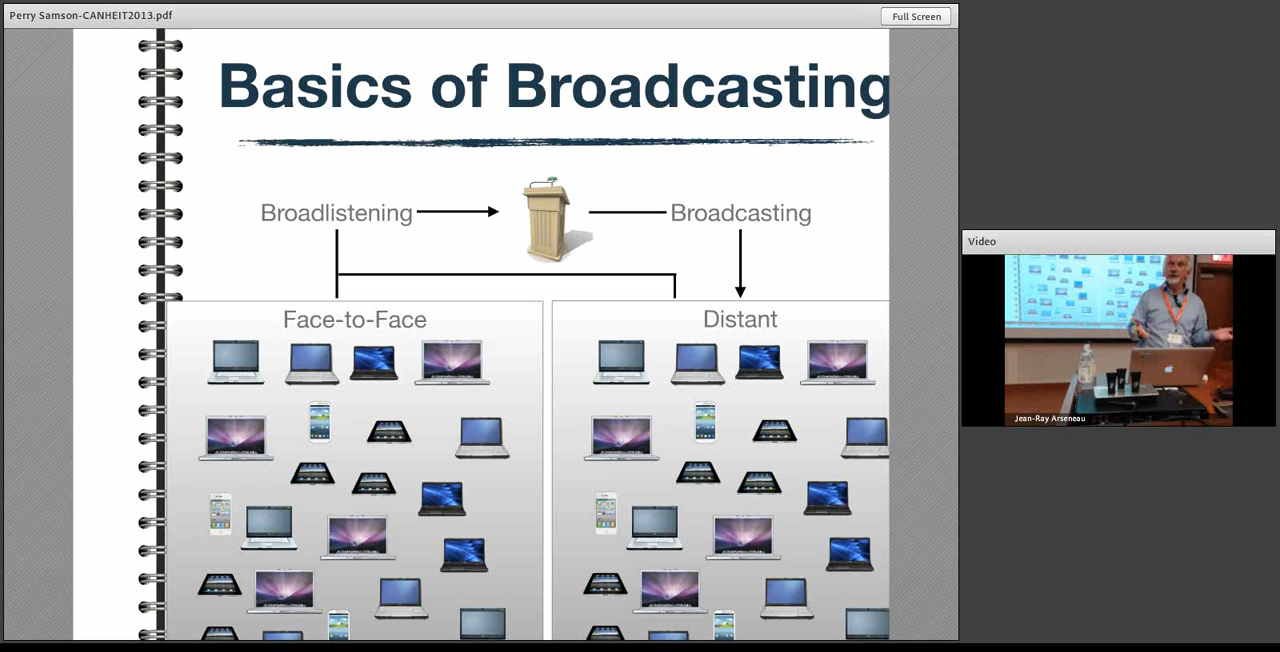 Perry Samson-CANHEIT2013.pdf
Full Screen
Basics of Broadcasting
Broadlistening
Broadcasting
Face-to-Face
Distant
Video
Jean-Ray Arseneau